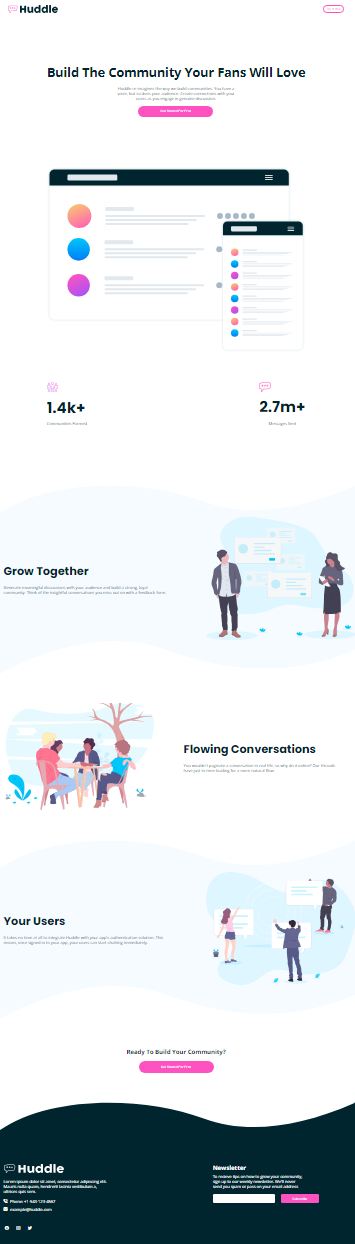 Huddle
Build The Community Your Fans Will Love
Huddle re-imagines the way we build communities. You have a
voice, but so does your audience. Create connections with your
users as you engage in genuine discussion.
Get Started For Free
1.4k+
Communities Formed
2.7m+
Messages Sent
Grow Together
Generate meaningful discussions with your audience and build a strong, loyal
community. Think of the insightful conversations you miss out on with a feedback form.
Flowing Conversations
You wouldn't paginate a conversation in real life, so why do it online? Our threads
have just-in-time loading for a more natural flow.
Your Users
It takes no time at all to integrate Huddle with your app's authentication solution. This
means, once signed in to your app, your users can start chatting immediately.
Ready To Build Your Community?
Get Started For Free
Huddle
Lorem ipsum dolor sit amet, consectetur adipiscing elit.
Mauris nulla quam, hendrerit lacinia vestibulum a,
ultrices quis sem.
Phone: +1-543-123-4567
example@huddle.com
Newsletter
To recieve tips on how to grow your community,
sign up to our weekly newsletter. We'll never
send you spam or pass on your email address
Subscribe